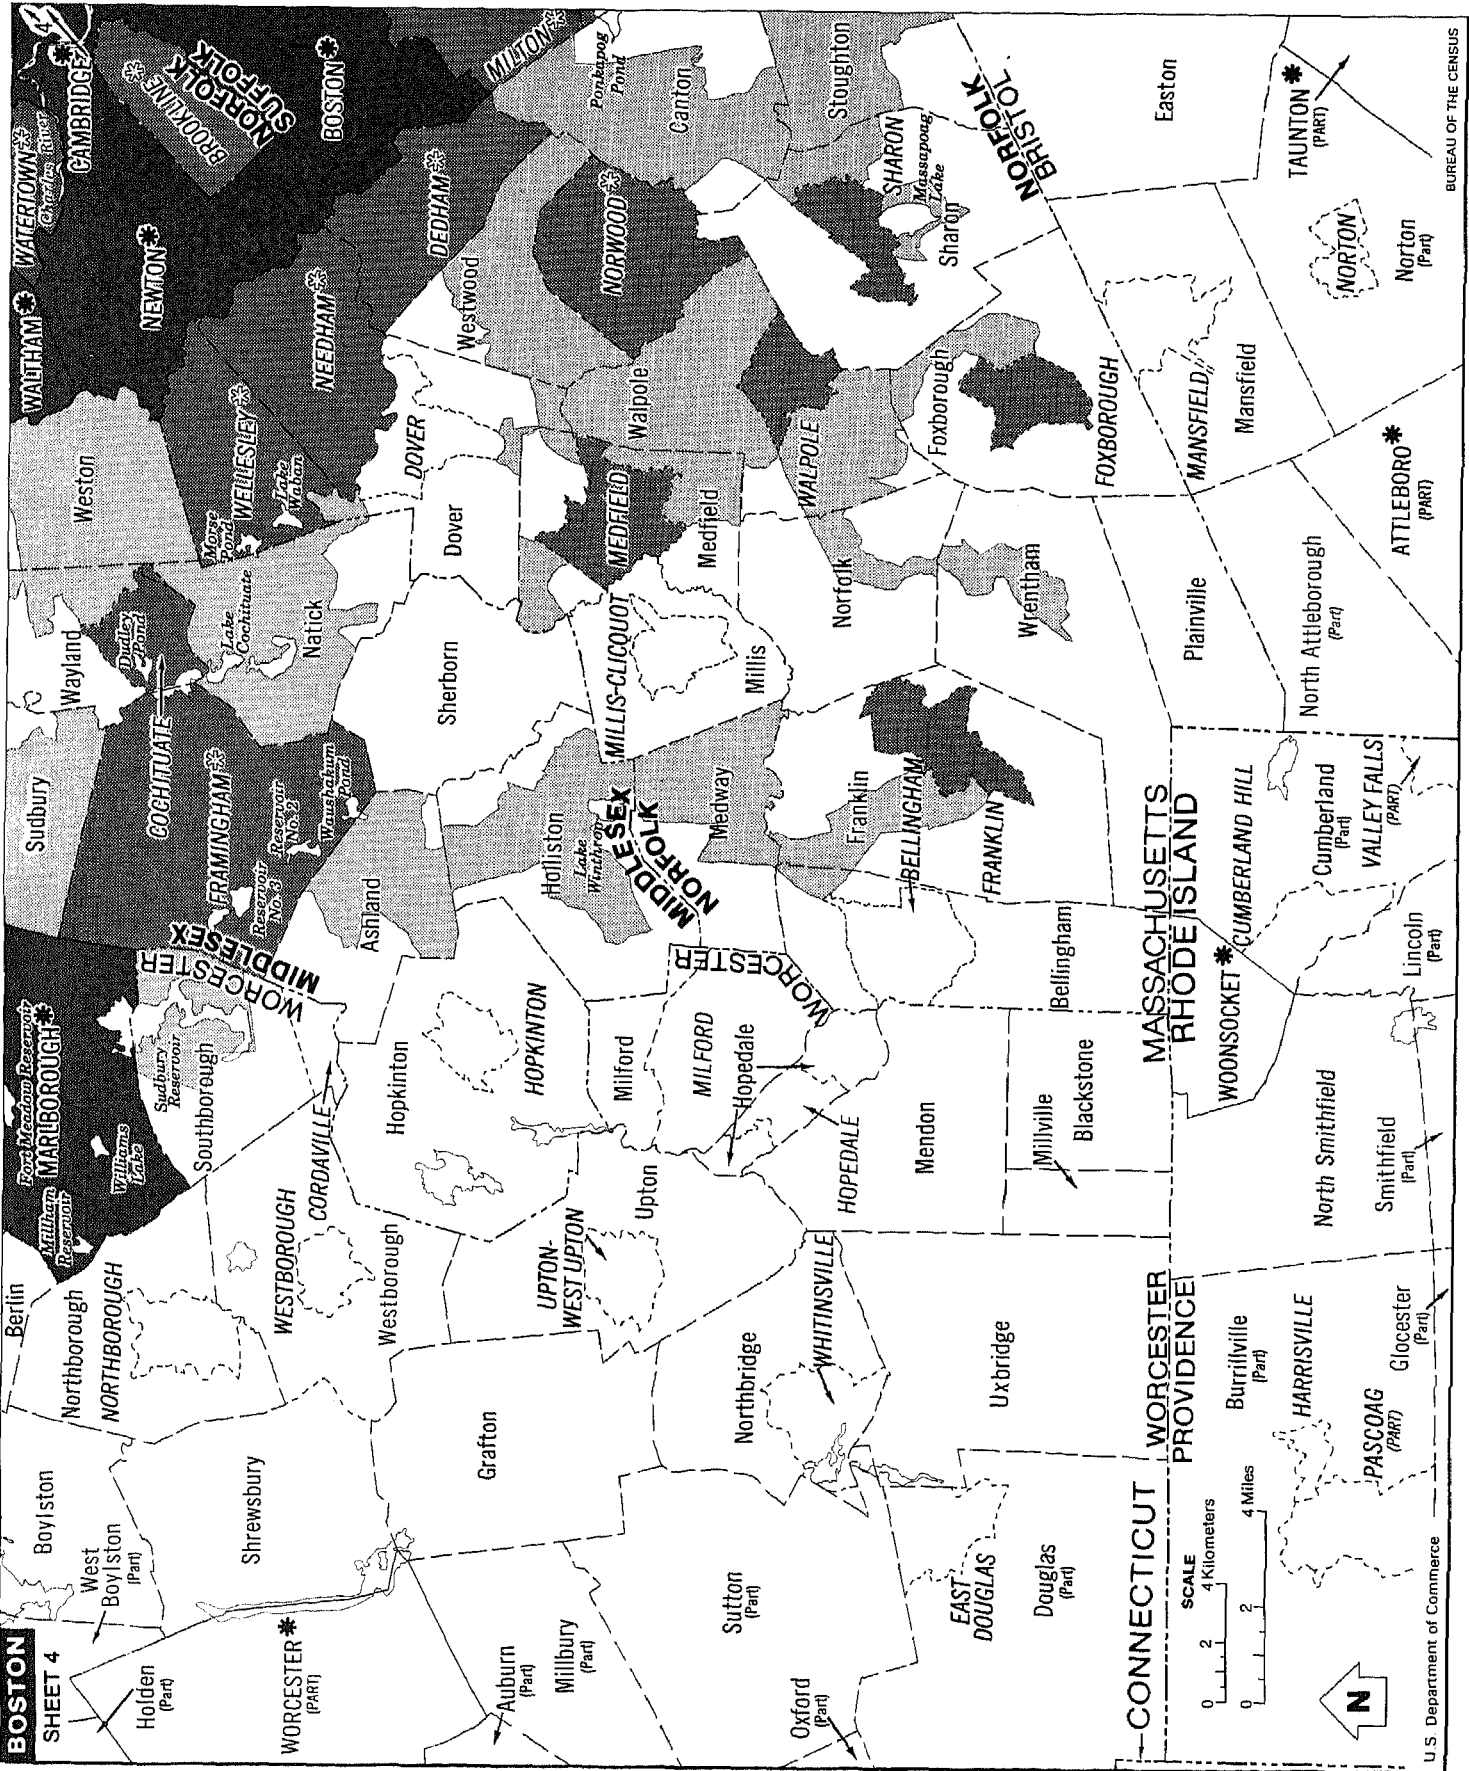 BOSTON
SHEET 4
Holden
(Part)
West
Boylston
(Part)
Boylston
Berlin
Northborough
NORTHBOROUGH
Millham
Reservoir
Fort Meadow Reservoir
MARLBOROUGH
Williams
Lake
Sudbury
Reservoir
Southborough
WORCESTER
MIDDLESEX
Sudbury
Wayland
Weston
WALTHAM
WATERTOWN
Charles River
CAMBRIDGE
4
BROOKLINE
NORFOLK
SUFFOLK
BOSTON
NEWTON
COCHITUATE
Dudley
Pond
FRAMINGHAM
Reservoir
No. 3
Reservoir
No. 2
Waushakum
Pond
Lake
Cochituate
Natick
Morse
Pond
WELLESLEY
Lake
Waban
NEEDHAM
DEDHAM
MILTON
WORCESTER
(PART)
Shrewsbury
WESTBOROUGH
Westborough
CORDAVILLE
Hopkinton
HOPKINTON
Ashland
Sherborn
Dover
DOVER
Westwood
NORWOOD
Canton
Ponkapog
Pond
Stoughton
Auburn
(Part)
Millbury
(Part)
Grafton
UPTON-
WEST UPTON
Upton
Milford
MILFORD
Hopedale
HOPEDALE
WORCESTER
Holliston
Lake
Winthrop
MIDDLESEX
NORFOLK
MILLIS-CLICQUOT
Millis
MEDFIELD
Medfield
Walpole
WALPOLE
SHARON
Massapoag
Lake
Sharon
Oxford
(Part)
Sutton
(Part)
Northbridge
WHITINSVILLE
Mendon
Medway
Franklin
BELLINGHAM
FRANKLIN
Norfolk
Wrentham
Foxborough
FOXBOROUGH
NORFOLK
BRISTOL
Easton
EAST
DOUGLAS
Douglas
(Part)
Uxbridge
Millville
Blackstone
Bellingham
Plainville
MANSFIELD
Mansfield
TAUNTON
(PART)
NORTON
Norton
(Part)
CONNECTICUT
WORCESTER
PROVIDENCE
MASSACHUSETTS
RHODE ISLAND
WOONSOCKET
CUMBERLAND HILL
Cumberland
(Part)
VALLEY FALLS
(PART)
North Attleborough
(Part)
ATTLEBORO
(PART)
Burrillville
(Part)
HARRISVILLE
PASCOAG
(PART)
Glocester
(Part)
North Smithfield
Smithfield
(Part)
Lincoln
(Part)
SCALE
0 2 4 Kilometers
0 2 4 Miles
N
U.S. Department of Commerce
BUREAU OF THE CENSUS